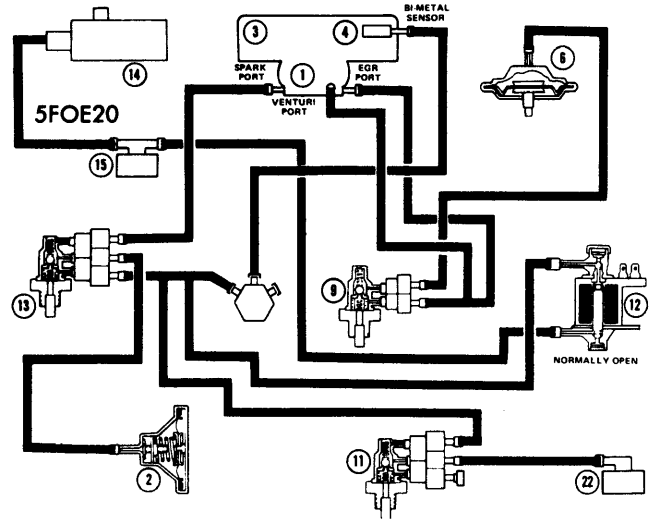 BI-METAL
SENSOR
3
4
6
14
SPARK
PORT
1
EGR
PORT
VENTURI
PORT
5FOE20
15
13
9
12
NORMALLY OPEN
2
11
22